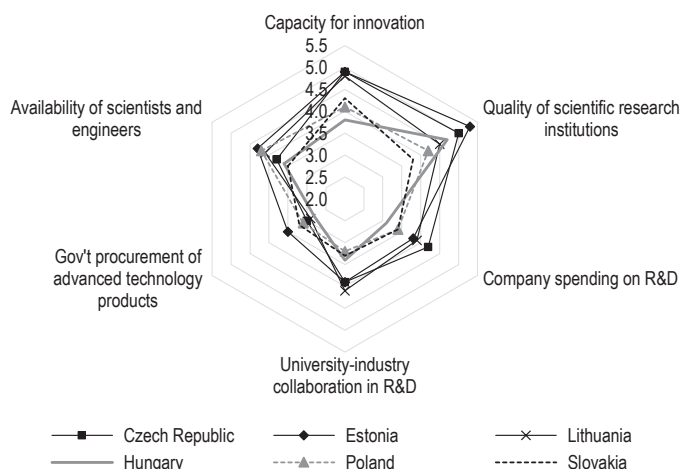 Capacity for innovation
5.5
5.0
4.5
4.0
3.5
3.0
2.5
2.0
Availability of scientists and
engineers
Quality of scientific research
institutions
Gov't procurement of
advanced technology
products
Company spending on R&D
University-industry
collaboration in R&D
Czech Republic
Estonia
Lithuania
Hungary
Poland
Slovakia